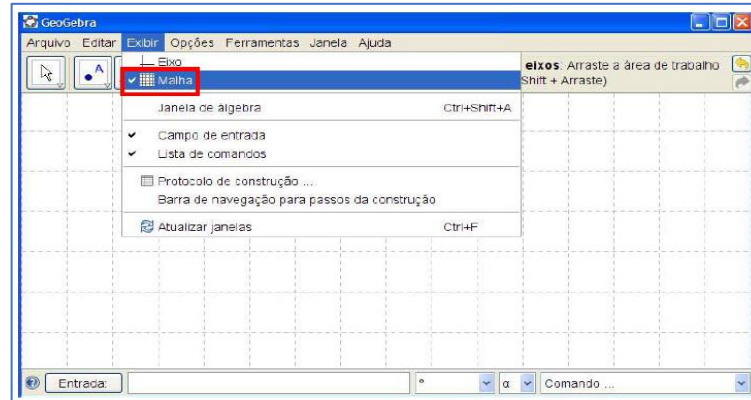 GeoGebra
Arquivo Editar Exibir Opções Ferramentas Janela Ajuda
A
Eixo
eixos: Arraste a área de trabalho
Malha
Shift + Arraste)
Janela de álgebra Ctrl+Shift+A
Campo de entrada
Lista de comandos
Protocolo de construção ...
Barra de navegação para passos da construção
Atualizar janelas Ctrl+F
Entrada: ° α Comando ...